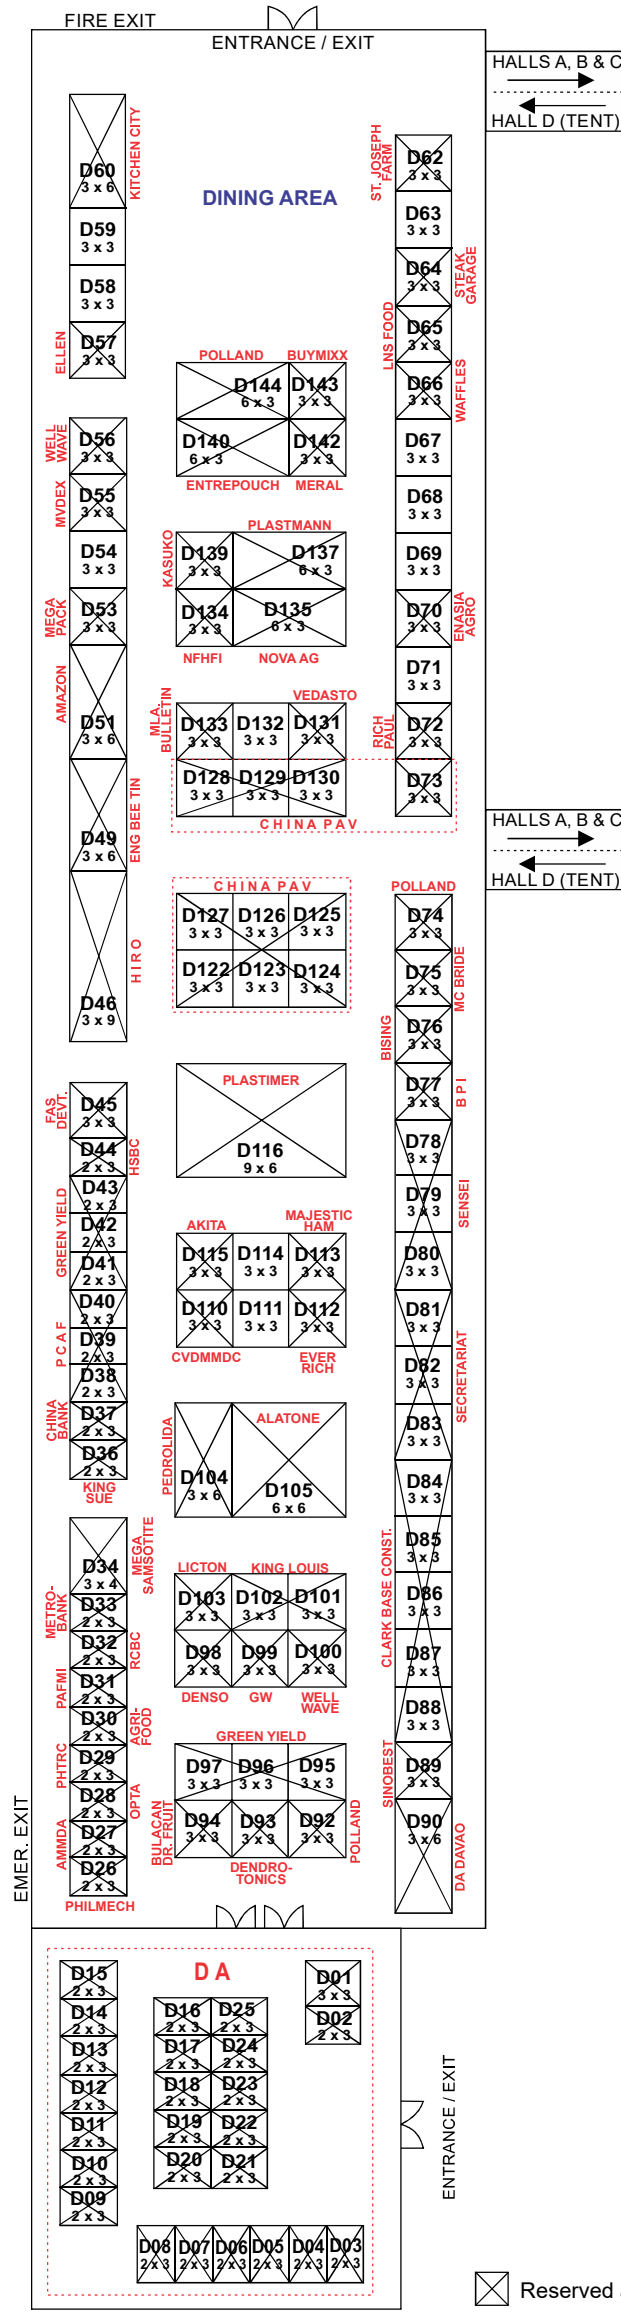 FIRE EXIT
ENTRANCE / EXIT
HALLS A, B & C
HALL D (TENT)
KITCHEN CITY
D60
3 x 6
D59
3 x 3
D58
3 x 3
ELLEN
D57
3 x 3
DINING AREA
ST. JOSEPH
FARM
D62
3 x 3
D63
3 x 3
D64
3 x 3
STEAK
GARAGE
LNS FOOD
D65
3 x 3
D66
3 x 3
WAFFLES
D67
3 x 3
D68
3 x 3
D69
3 x 3
D70
3 x 3
ENASIA
AGRO
D71
3 x 3
RICH
PAUL
D72
3 x 3
D73
3 x 3
POLLAND
BUYMIXX
D144
6 x 3
D143
3 x 3
D140
6 x 3
D142
3 x 3
ENTREPOUCH
MERAL
WELL
WAVE
D56
3 x 3
MVDEX
D55
3 x 3
D54
3 x 3
MEGA
PACK
D53
3 x 3
AMAZON
D51
3 x 6
ENG BEE TIN
D49
3 x 6
HIRO
D46
3 x 9
PLASTMANN
KASUKO
D139
3 x 3
D137
6 x 3
D134
3 x 3
D135
6 x 3
NFHFI
NOVA AG
VEDASTO
MLA.
BULLETIN
D133
3 x 3
D132
3 x 3
D131
3 x 3
D128
3 x 3
D129
3 x 3
D130
3 x 3
CHINA PAV
HALLS A, B & C
HALL D (TENT)
CHINA PAV
D127
3 x 3
D126
3 x 3
D125
3 x 3
D122
3 x 3
D123
3 x 3
D124
3 x 3
POLLAND
D74
3 x 3
D75
3 x 3
MC BRIDE
BISING
D76
3 x 3
D77
3 x 3
B P I
D78
3 x 3
D79
3 x 3
SENSEI
D80
3 x 3
D81
3 x 3
D82
3 x 3
SECRETARIAT
D83
3 x 3
D84
3 x 3
D85
3 x 3
CLARK BASE CONST.
D86
3 x 3
D87
3 x 3
D88
3 x 3
SINOBEST
D89
3 x 3
D90
3 x 6
DA DAVAO
PLASTIMER
D116
9 x 6
FAS
DEVT.
D45
3 x 3
D44
2 x 3
HSBC
D43
2 x 3
GREEN YIELD
D42
2 x 3
D41
2 x 3
D40
2 x 3
P C A F
D39
2 x 3
D38
2 x 3
CHINA
BANK
D37
2 x 3
D36
2 x 3
KING
SUE
AKITA
MAJESTIC
HAM
D115
3 x 3
D114
3 x 3
D113
3 x 3
D110
3 x 3
D111
3 x 3
D112
3 x 3
CVDMMDC
EVER
RICH
PEDROLIDA
D104
3 x 6
ALATONE
D105
6 x 6
MEGA
SAMSOTITE
D34
3 x 4
METRO-
BANK
D33
2 x 3
D32
2 x 3
RCBC
PAFMI
D31
2 x 3
D30
2 x 3
AGRI-
FOOD
PHTRC
D29
2 x 3
D28
2 x 3
OPTA
AMMDA
D27
2 x 3
D26
2 x 3
PHILMECH
LICTON
KING LOUIS
D103
3 x 3
D102
3 x 3
D101
3 x 3
D98
3 x 3
D99
3 x 3
D100
3 x 3
DENSO
GW
WELL
WAVE
GREEN YIELD
D97
3 x 3
D96
3 x 3
D95
3 x 3
BULACAN
DR. FRUIT
D94
3 x 3
D93
3 x 3
D92
3 x 3
POLLAND
DENDRO-
TONICS
EMER. EXIT
D A
D15
2 x 3
D14
2 x 3
D13
2 x 3
D12
2 x 3
D11
2 x 3
D10
2 x 3
D09
2 x 3
D16
2 x 3
D25
2 x 3
D17
2 x 3
D24
2 x 3
D18
2 x 3
D23
2 x 3
D19
2 x 3
D22
2 x 3
D20
2 x 3
D21
2 x 3
D01
3 x 3
D02
2 x 3
ENTRANCE / EXIT
D08
2 x 3
D07
2 x 3
D06
2 x 3
D05
2 x 3
D04
2 x 3
D03
2 x 3
Reserved